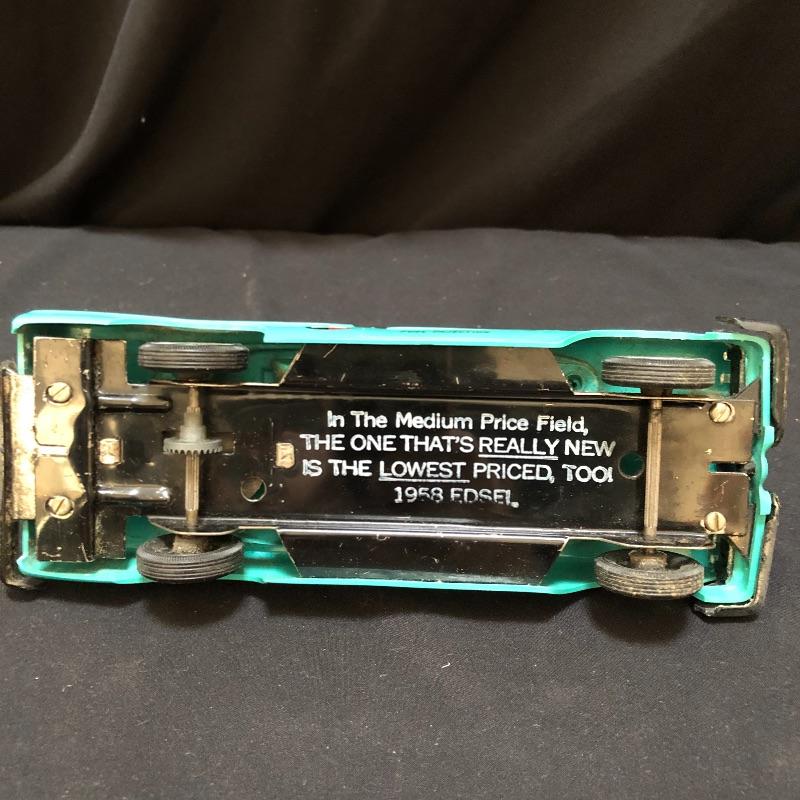 In The Medium Price Field,
THE ONE THAT'S REALLY NEW
IS THE LOWEST PRICED, TOO!
1958 EDSEL